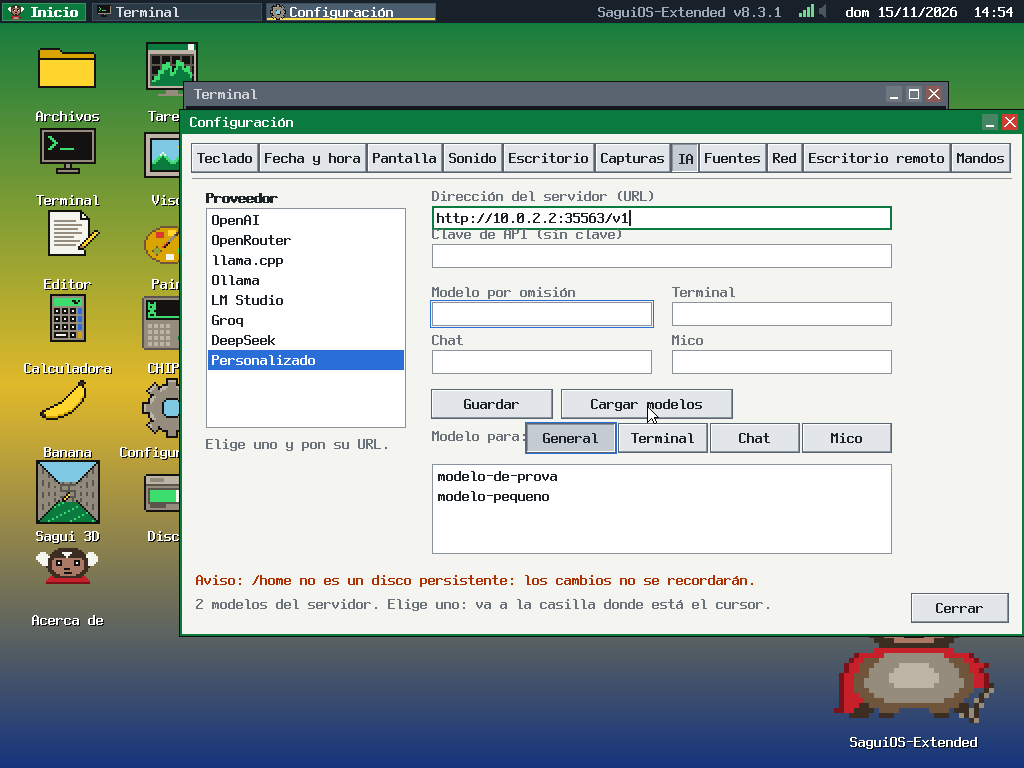 Inicio Terminal Configuración SaguiOS-Extended v8.3.1 dom 15/11/2026 14:54
Archivos
Terminal
Editor
Calculadora
Banana
Sagui 3D
Acerca de
Terminal
Configuración
Teclado Fecha y hora Pantalla Sonido Escritorio Capturas IA Fuentes Red Escritorio remoto Mandos
Proveedor
OpenAI
OpenRouter
llama.cpp
Ollama
LM Studio
Groq
DeepSeek
Personalizado
Elige uno y pon su URL.
Dirección del servidor (URL)
http://10.0.2.2:35563/v1
Clave de API (sin clave)
Modelo por omisión Terminal
Chat Mico
Guardar Cargar modelos
Modelo para: General Terminal Chat Mico
modelo-de-prova
modelo-pequeno
Aviso: /home no es un disco persistente: los cambios no se recordarán.
2 modelos del servidor. Elige uno: va a la casilla donde está el cursor.
Cerrar
SaguiOS-Extended